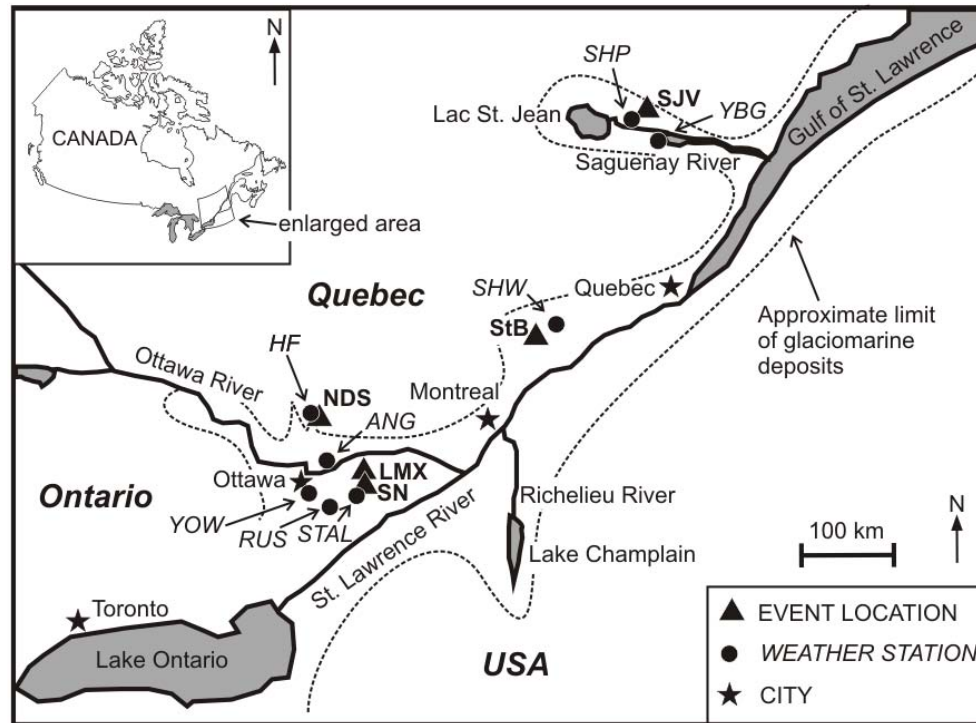 N
CANADA
enlarged area
SHP
SJV
Lac St. Jean
YBG
Saguenay River
Gulf of St. Lawrence
Quebec
SHW
Quebec
StB
Approximate limit
of glaciomarine
deposits
Ottawa River
HF
NDS
Montreal
ANG
Ottawa
LMX
SN
Ontario
YOW
RUS
STAL
St. Lawrence River
Richelieu River
Lake Champlain
100 km
N
Toronto
Lake Ontario
USA
EVENT LOCATION
WEATHER STATION
CITY